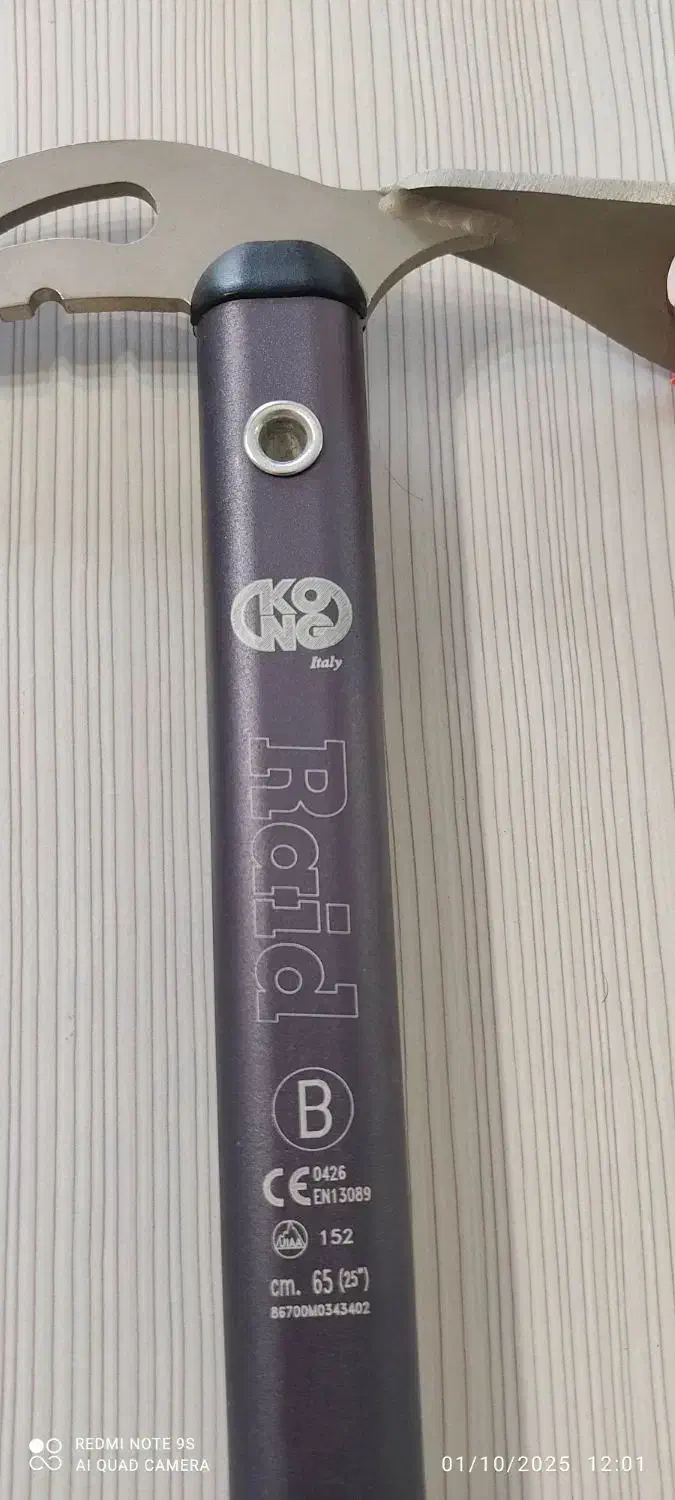 KONG
Italy
Raid
B
CE 0426
EN13089
UIAA 152
cm. 65 (25")
86700M0343402
REDMI NOTE 9S
AI QUAD CAMERA
01/10/2025 12:01